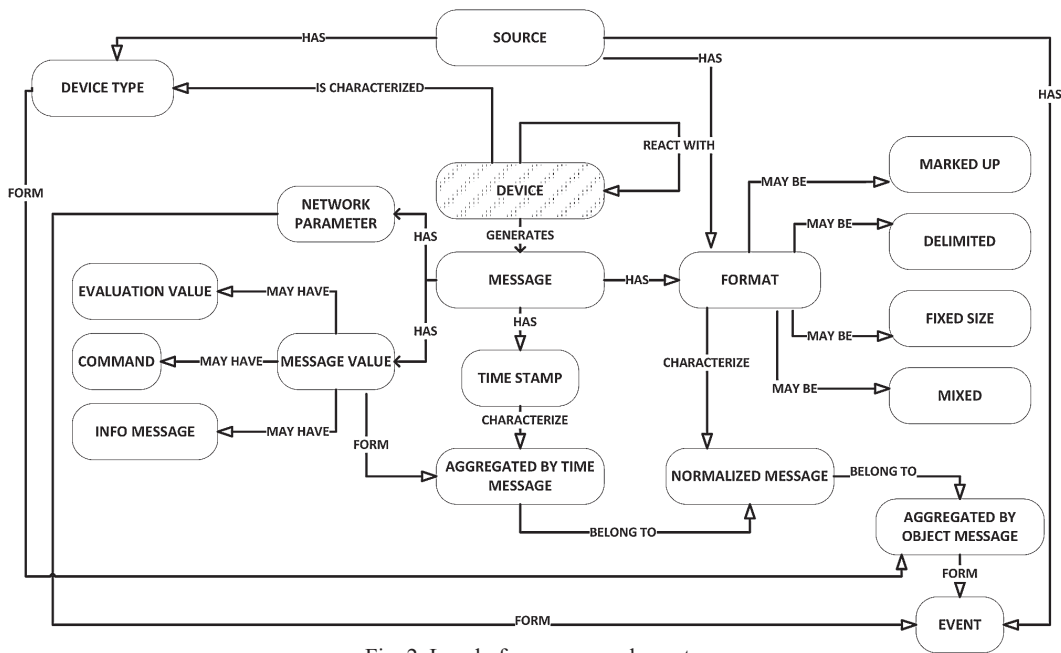 HAS
SOURCE
HAS
HAS
DEVICE TYPE
IS CHARACTERIZED
REACT WITH
MARKED UP
MAY BE
FORM
DEVICE
NETWORK
PARAMETER
GENERATES
HAS
MAY BE
DELIMITED
EVALUATION VALUE
MAY HAVE
MESSAGE
HAS
FORMAT
HAS
HAS
MAY BE
FIXED SIZE
COMMAND
MAY HAVE
MESSAGE VALUE
TIME STAMP
CHARACTERIZE
MAY BE
MIXED
INFO MESSAGE
MAY HAVE
CHARACTERIZE
FORM
AGGREGATED BY TIME
MESSAGE
NORMALIZED MESSAGE
BELONG TO
BELONG TO
AGGREGATED BY
OBJECT MESSAGE
FORM
FORM
EVENT